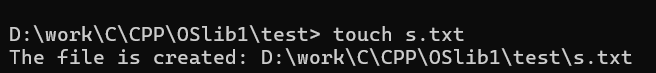 D:\work\C\CPP\OSlib1\test> touch s.txt
The file is created: D:\work\C\CPP\OSlib1\test\s.txt